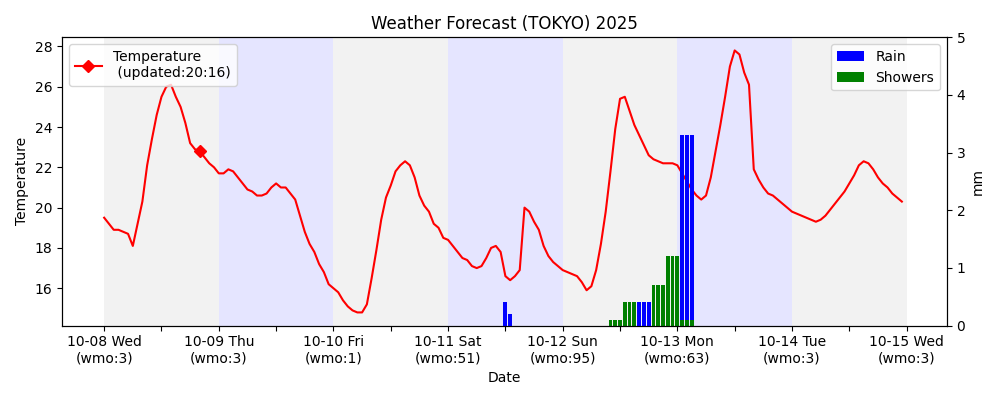 Weather Forecast (TOKYO) 2025
Temperature
(updated:20:16)
Rain
Showers
28
26
24
22
20
18
16
Temperature
5
4
3
2
1
0
mm
10-08 Wed
(wmo:3)
10-09 Thu
(wmo:3)
10-10 Fri
(wmo:1)
10-11 Sat
(wmo:51)
10-12 Sun
(wmo:95)
10-13 Mon
(wmo:63)
10-14 Tue
(wmo:3)
10-15 Wed
(wmo:3)
Date